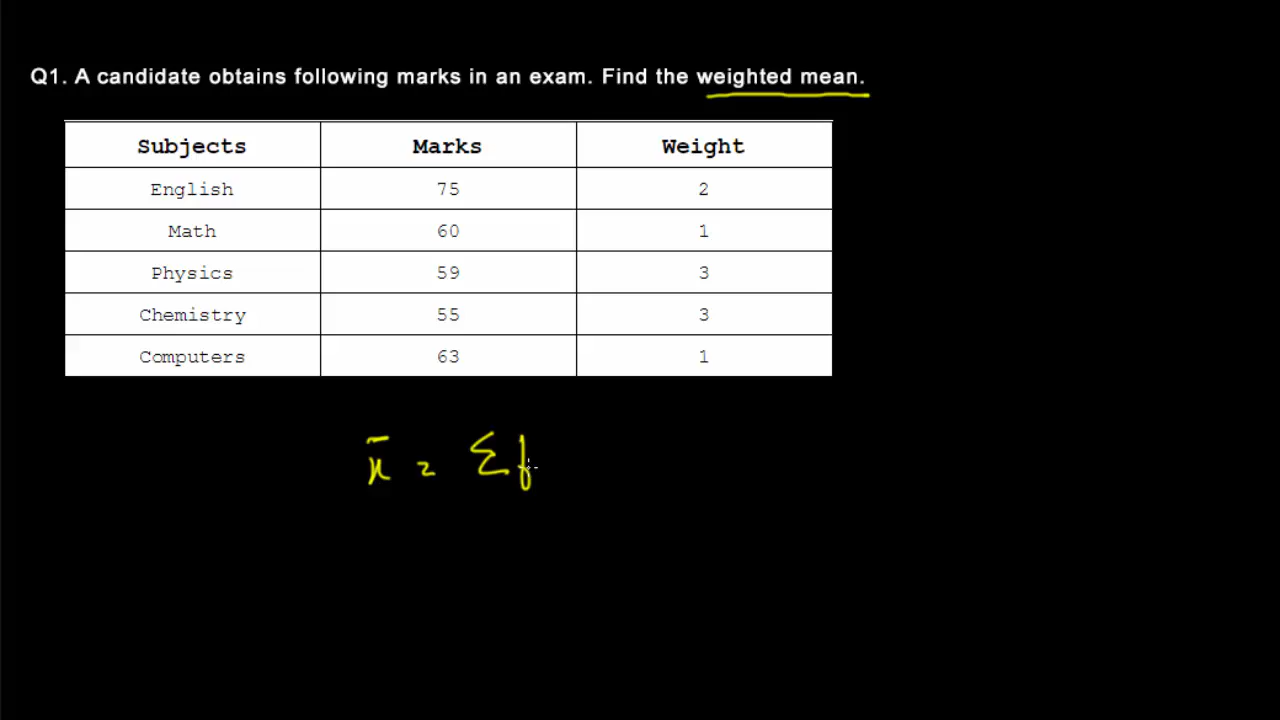 Q1. A candidate obtains following marks in an exam. Find the weighted mean.
Subjects Marks Weight
English 75 2
Math 60 1
Physics 59 3
Chemistry 55 3
Computers 63 1
x̄ = Σf